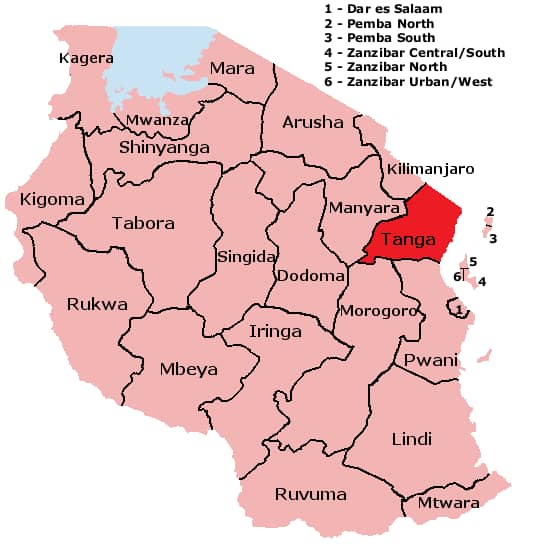 1 - Dar es Salaam
2 - Pemba North
3 - Pemba South
4 - Zanzibar Central/South
5 - Zanzibar North
6 - Zanzibar Urban/West
Kagera
Mara
Mwanza
Arusha
Shinyanga
Kilimanjaro
Kigoma
Manyara
2
Tabora
Tanga
3
Singida
5
Dodoma
6
4
Rukwa
Morogoro
1
Iringa
Pwani
Mbeya
Lindi
Ruvuma
Mtwara